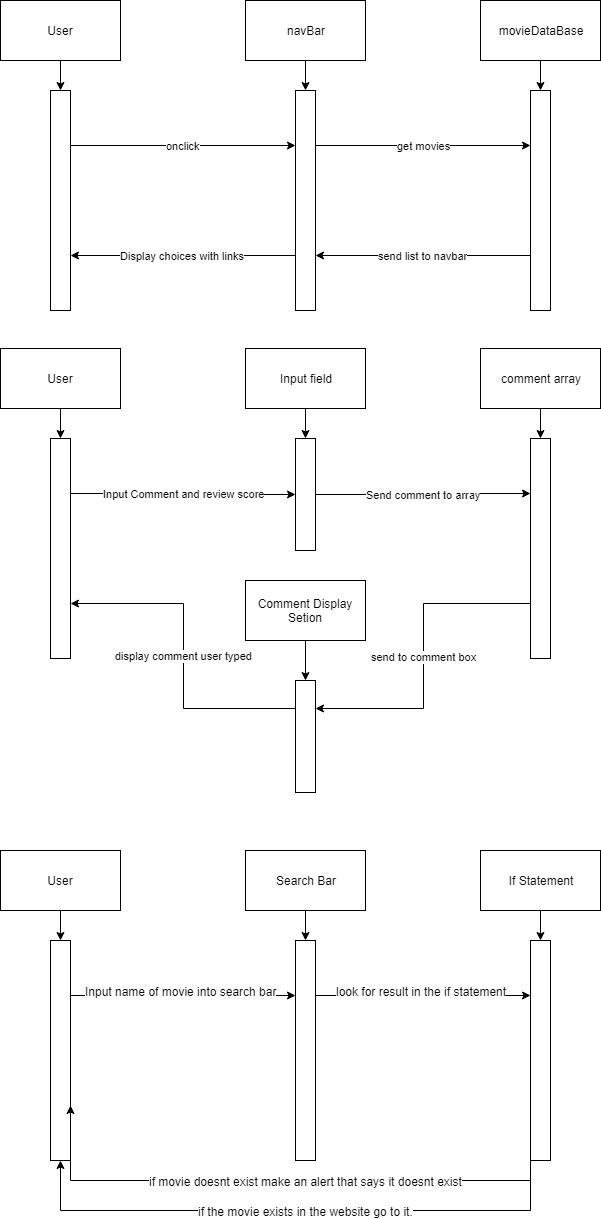 User
navBar
movieDataBase
onclick
get movies
Display choices with links
send list to navbar
User
Input field
comment array
Input Comment and review score
Send comment to array
Comment Display
Setion
display comment user typed
send to comment box
User
Search Bar
If Statement
Input name of movie into search bar
look for result in the if statement
if movie doesnt exist make an alert that says it doesnt exist
if the movie exists in the website go to it.